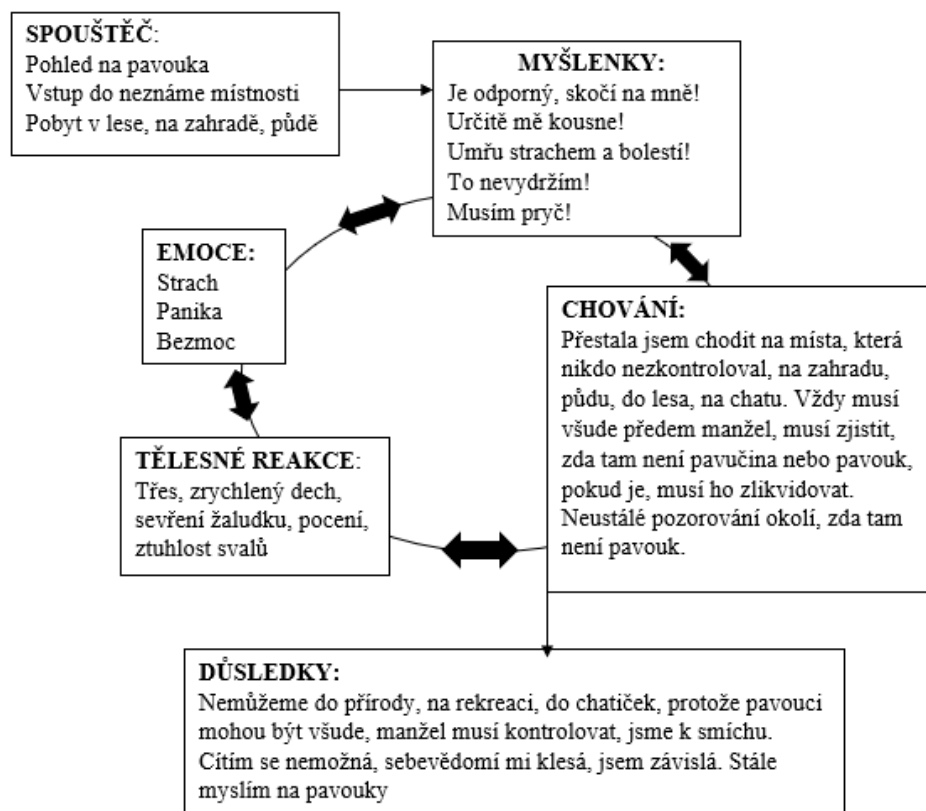 SPOUŠTĚČ:
Pohled na pavouka
Vstup do neznáme místnosti
Pobyt v lese, na zahradě, půdě
MYŠLENKY:
Je odporný, skočí na mně!
Určitě mě kousne!
Umřu strachem a bolestí!
To nevydržím!
Musím pryč!
EMOCE:
Strach
Panika
Bezmoc
CHOVÁNÍ:
Přestala jsem chodit na místa, která
nikdo nezkontroloval, na zahradu,
půdu, do lesa, na chatu. Vždy musí
všude předem manžel, musí zjistit,
zda tam není pavučina nebo pavouk,
pokud je, musí ho zlikvidovat.
Neustálé pozorování okolí, zda tam
není pavouk.
TĚLESNÉ REAKCE:
Třes, zrychlený dech,
sevření žaludku, pocení,
ztuhlost svalů
DŮSLEDKY:
Nemůžeme do přírody, na rekreaci, do chatiček, protože pavouci
mohou být všude, manžel musí kontrolovat, jsme k smíchu.
Cítím se nemožná, sebevědomí mi klesá, jsem závislá. Stále
myslím na pavouky